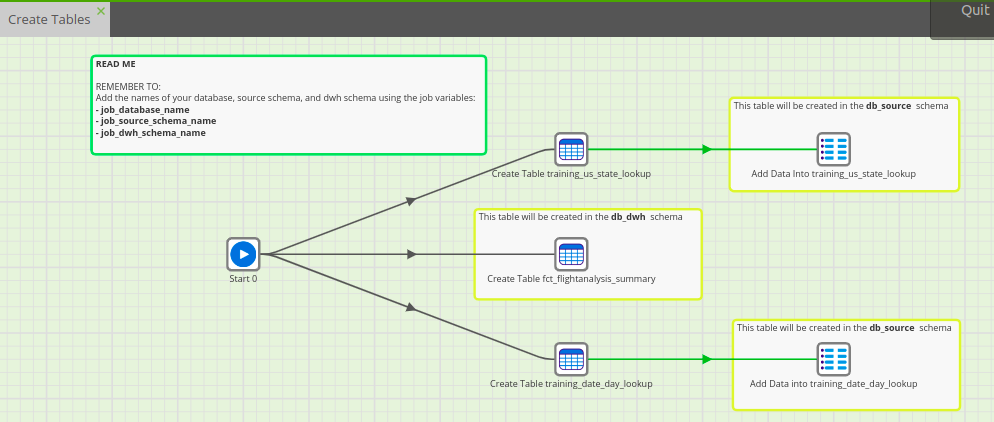 Create Tables ×
Quit
READ ME
REMEMBER TO:
Add the names of your database, source schema, and dwh schema using the job variables:
- job_database_name
- job_source_schema_name
- job_dwh_schema_name
This table will be created in the db_source schema
Create Table training_us_state_lookup
Add Data Into training_us_state_lookup
This table will be created in the db_dwh schema
Start 0
Create Table fct_flightanalysis_summary
This table will be created in the db_source schema
Create Table training_date_day_lookup
Add Data into training_date_day_lookup